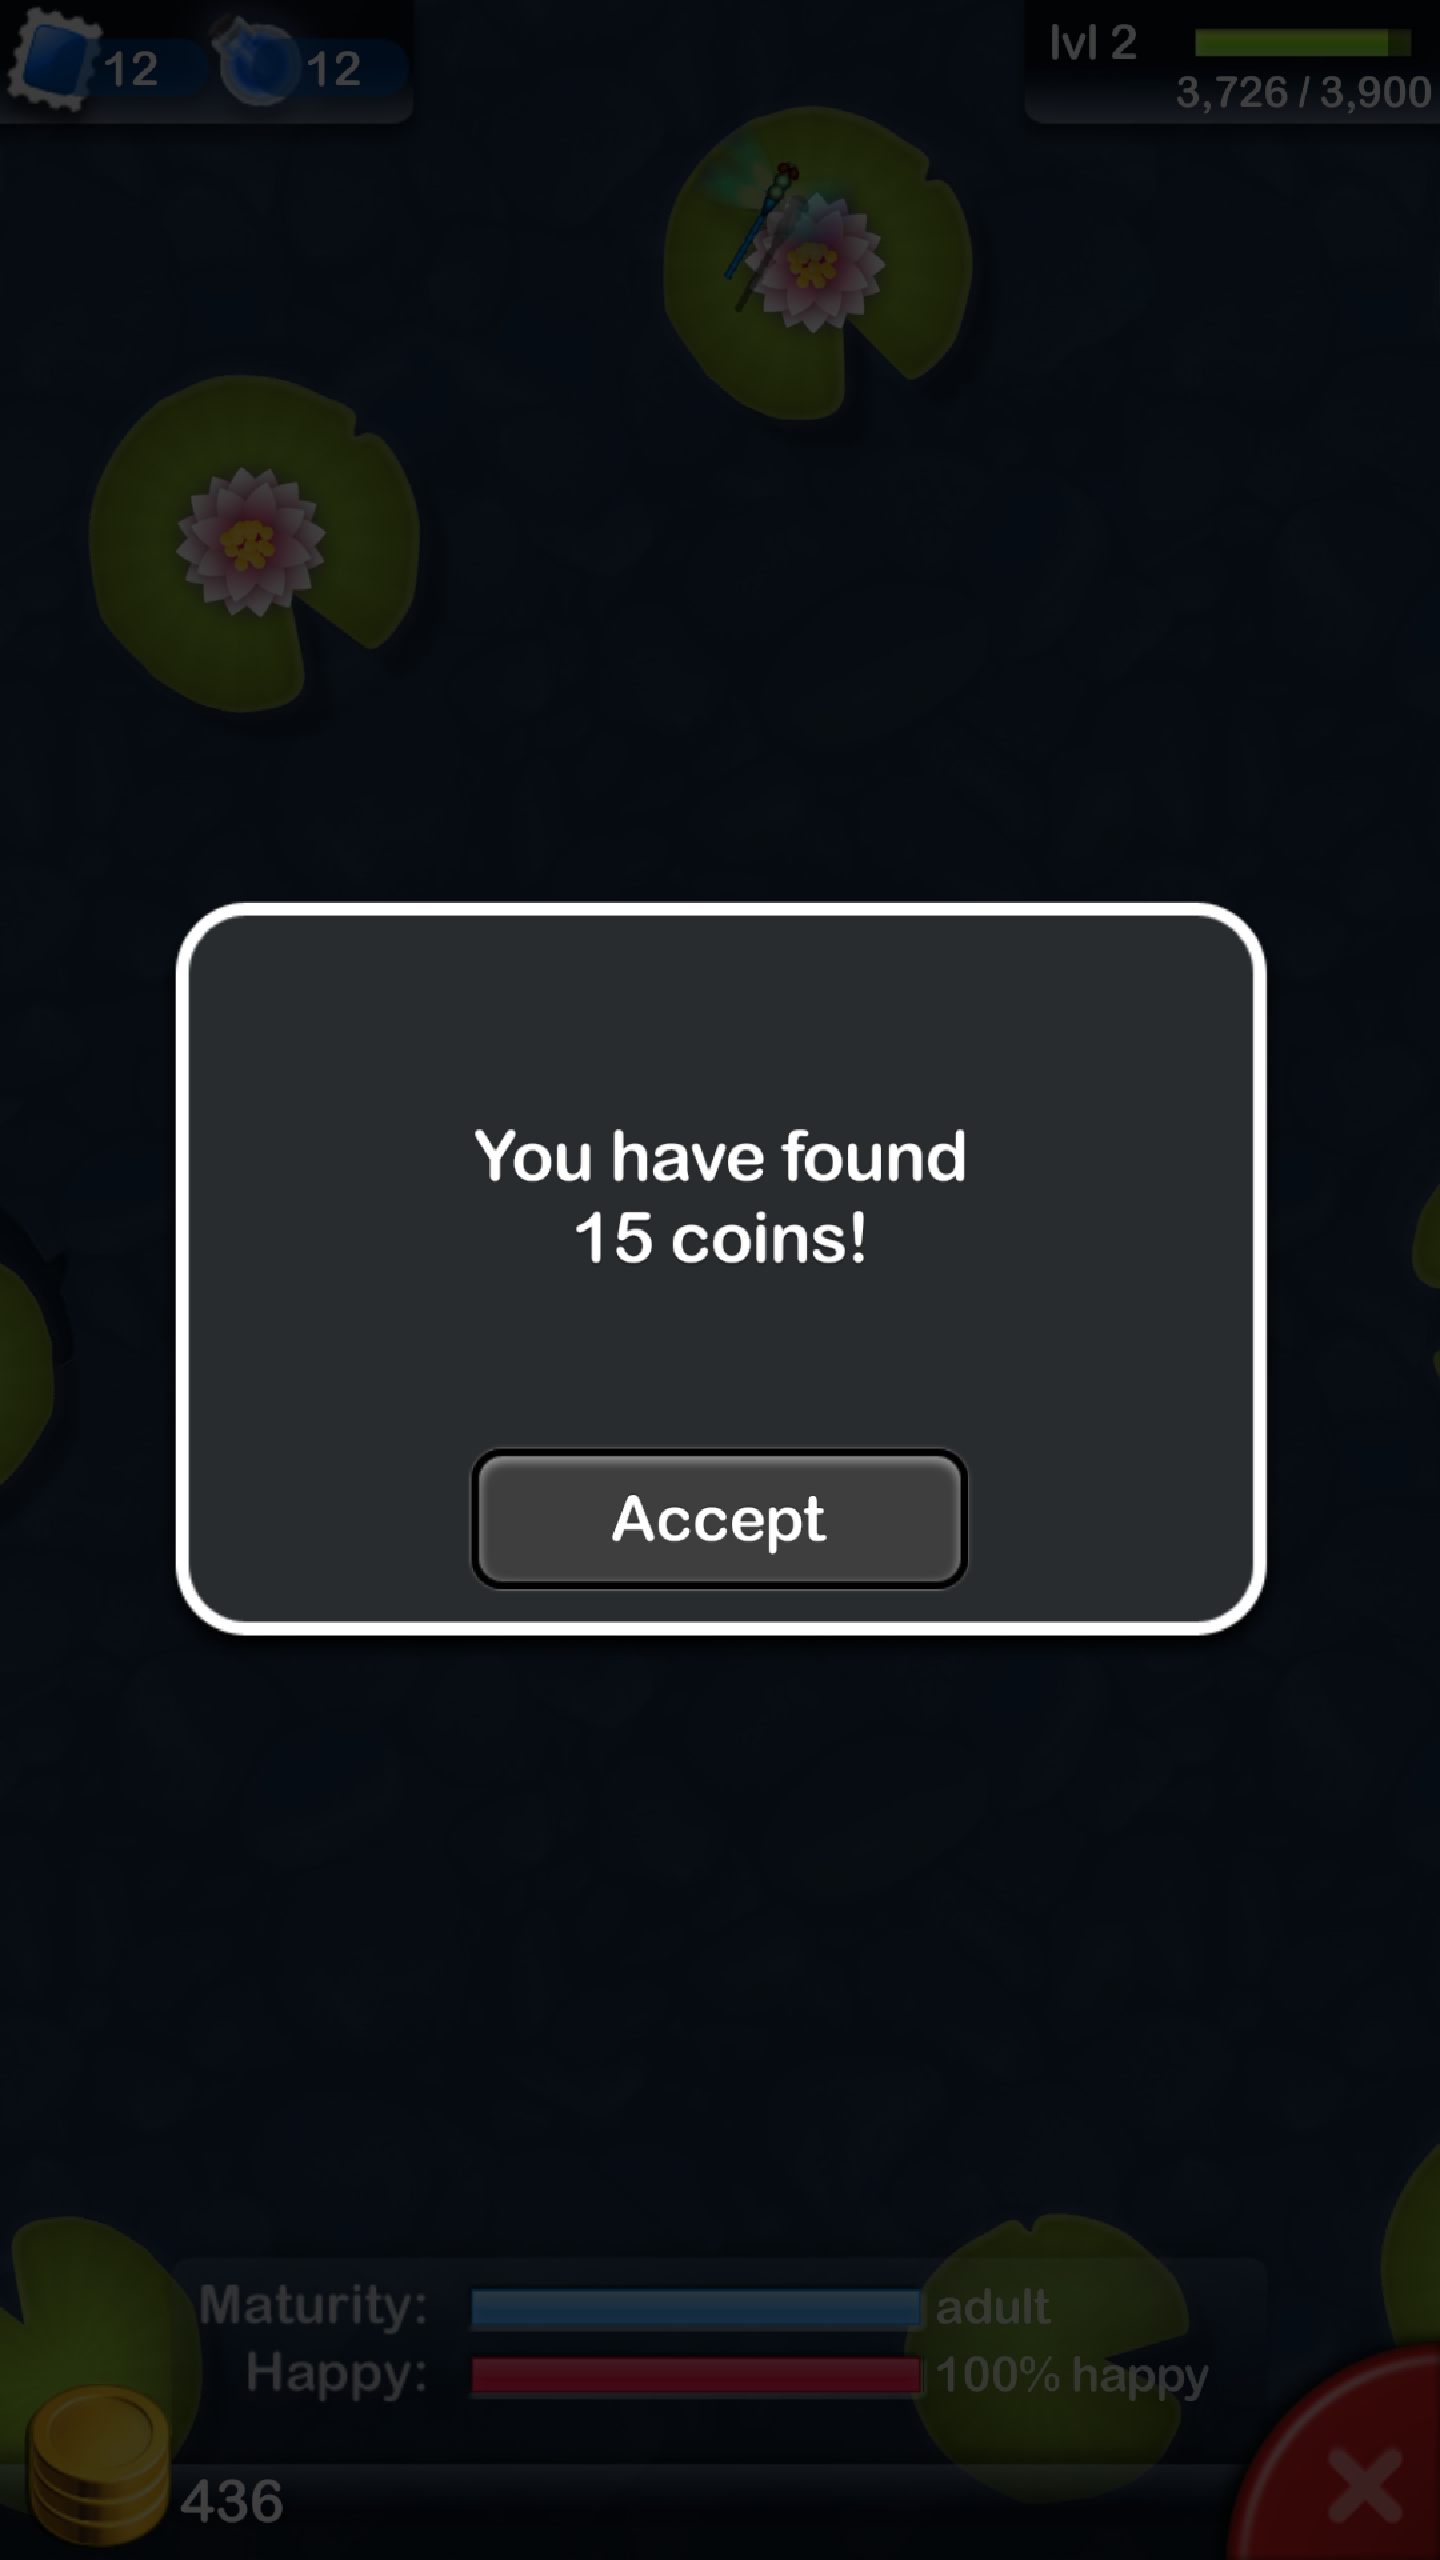 12
12
lvl 2
3,726 / 3,900
You have found
15 coins!
Accept
Maturity:
adult
Happy:
100% happy
436